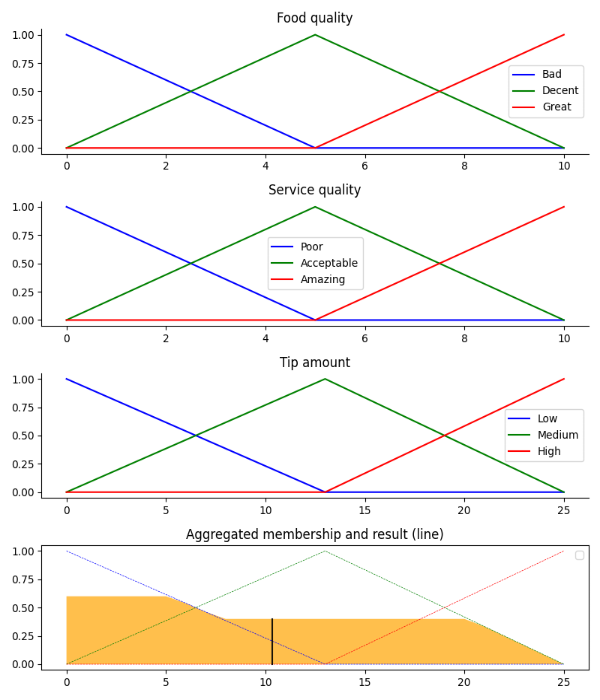 Food quality
1.00
0.75
0.50
0.25
0.00
Bad
Decent
Great
0 2 4 6 8 10
Service quality
1.00
0.75
0.50
0.25
0.00
Poor
Acceptable
Amazing
0 2 4 6 8 10
Tip amount
1.00
0.75
0.50
0.25
0.00
Low
Medium
High
0 5 10 15 20 25
Aggregated membership and result (line)
1.00
0.75
0.50
0.25
0.00
0 5 10 15 20 25